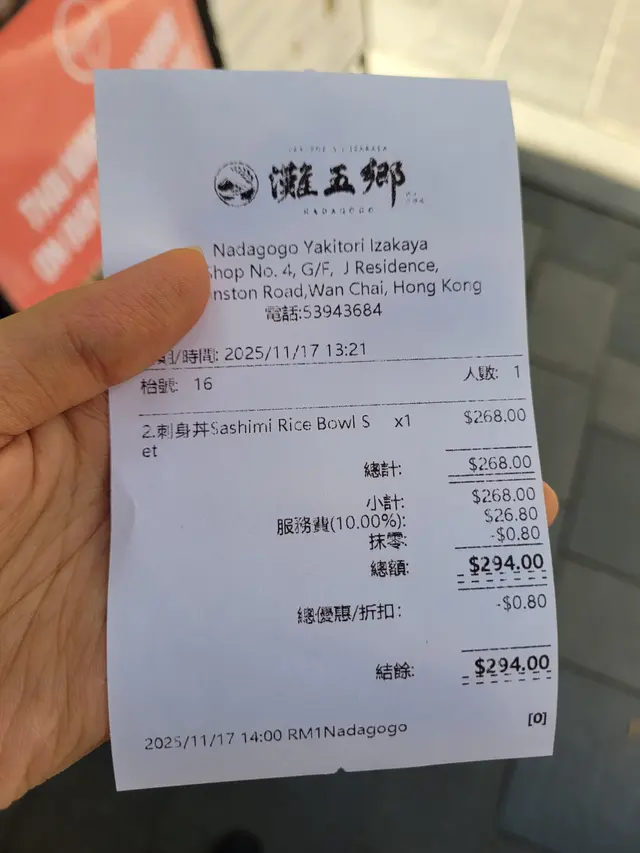 灘五鄉
NADAGOGO
Nadagogo Yakitori Izakaya
Shop No. 4, G/F, J Residence,
nston Road,Wan Chai, Hong Kong
電話:53943684
/時間: 2025/11/17 13:21
枱號: 16 人數: 1
2.刺身丼Sashimi Rice Bowl S x1 $268.00
et
總計: $268.00
小計: $268.00
服務費(10.00%): $26.80
抹零: -$0.80
總額: $294.00
總優惠/折扣: -$0.80
結餘: $294.00
[0]
2025/11/17 14:00 RM1Nadagogo